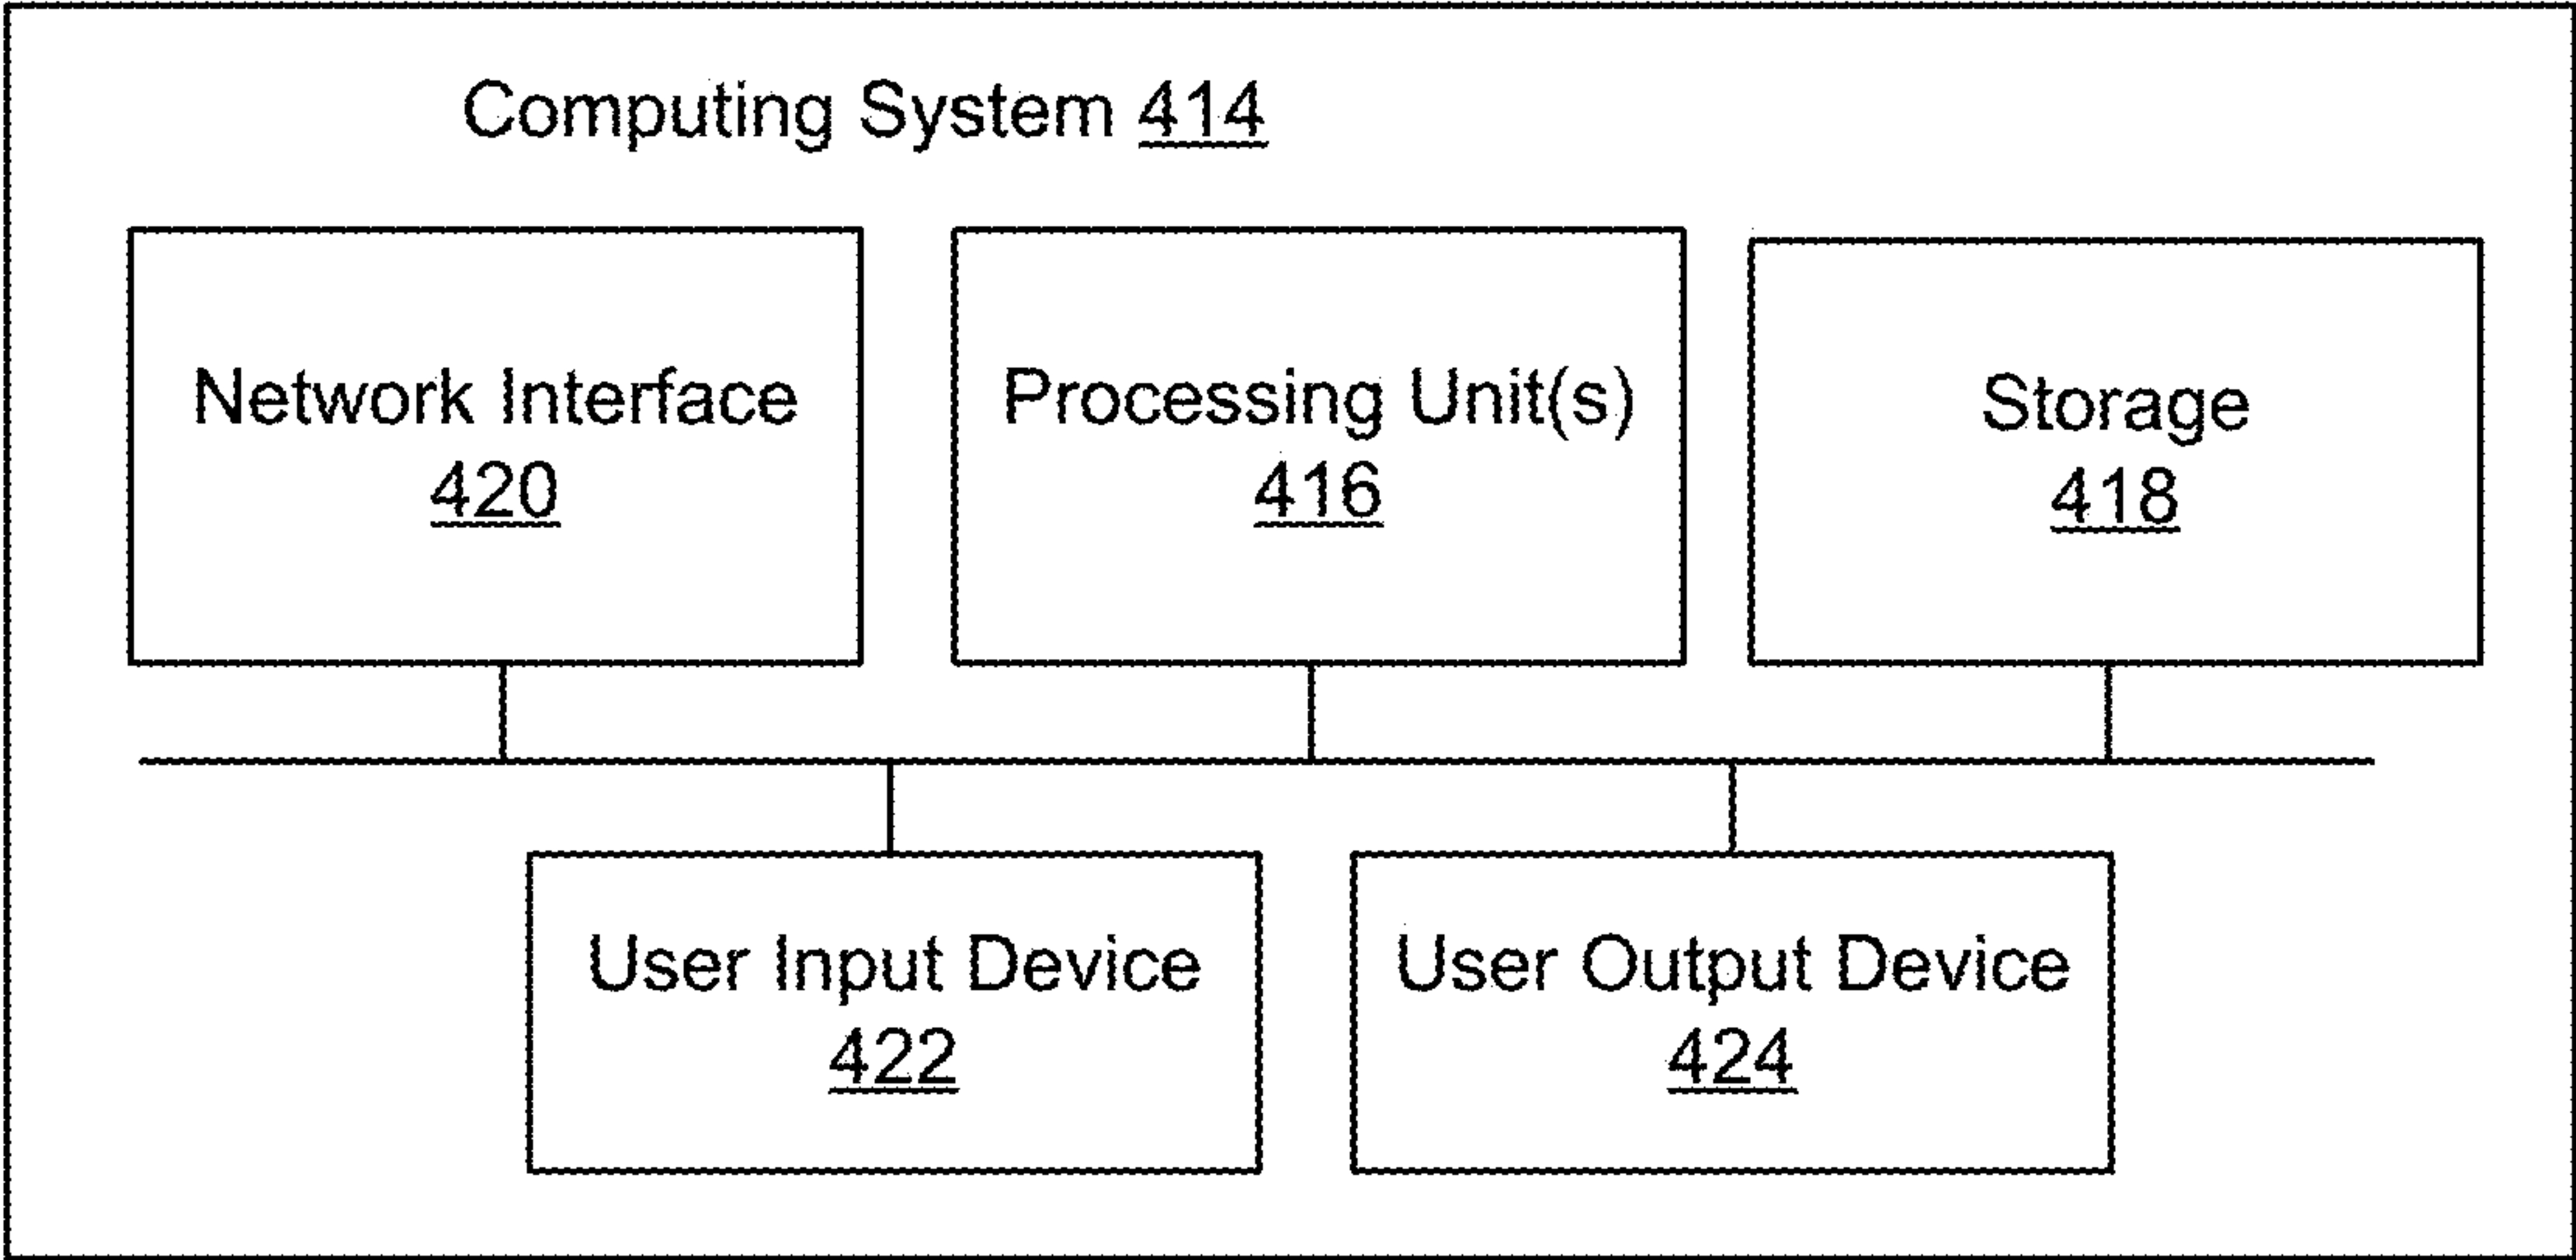 Computing System 414
Network Interface
420
Processing Unit(s)
416
Storage
418
User Input Device
422
User Output Device
424